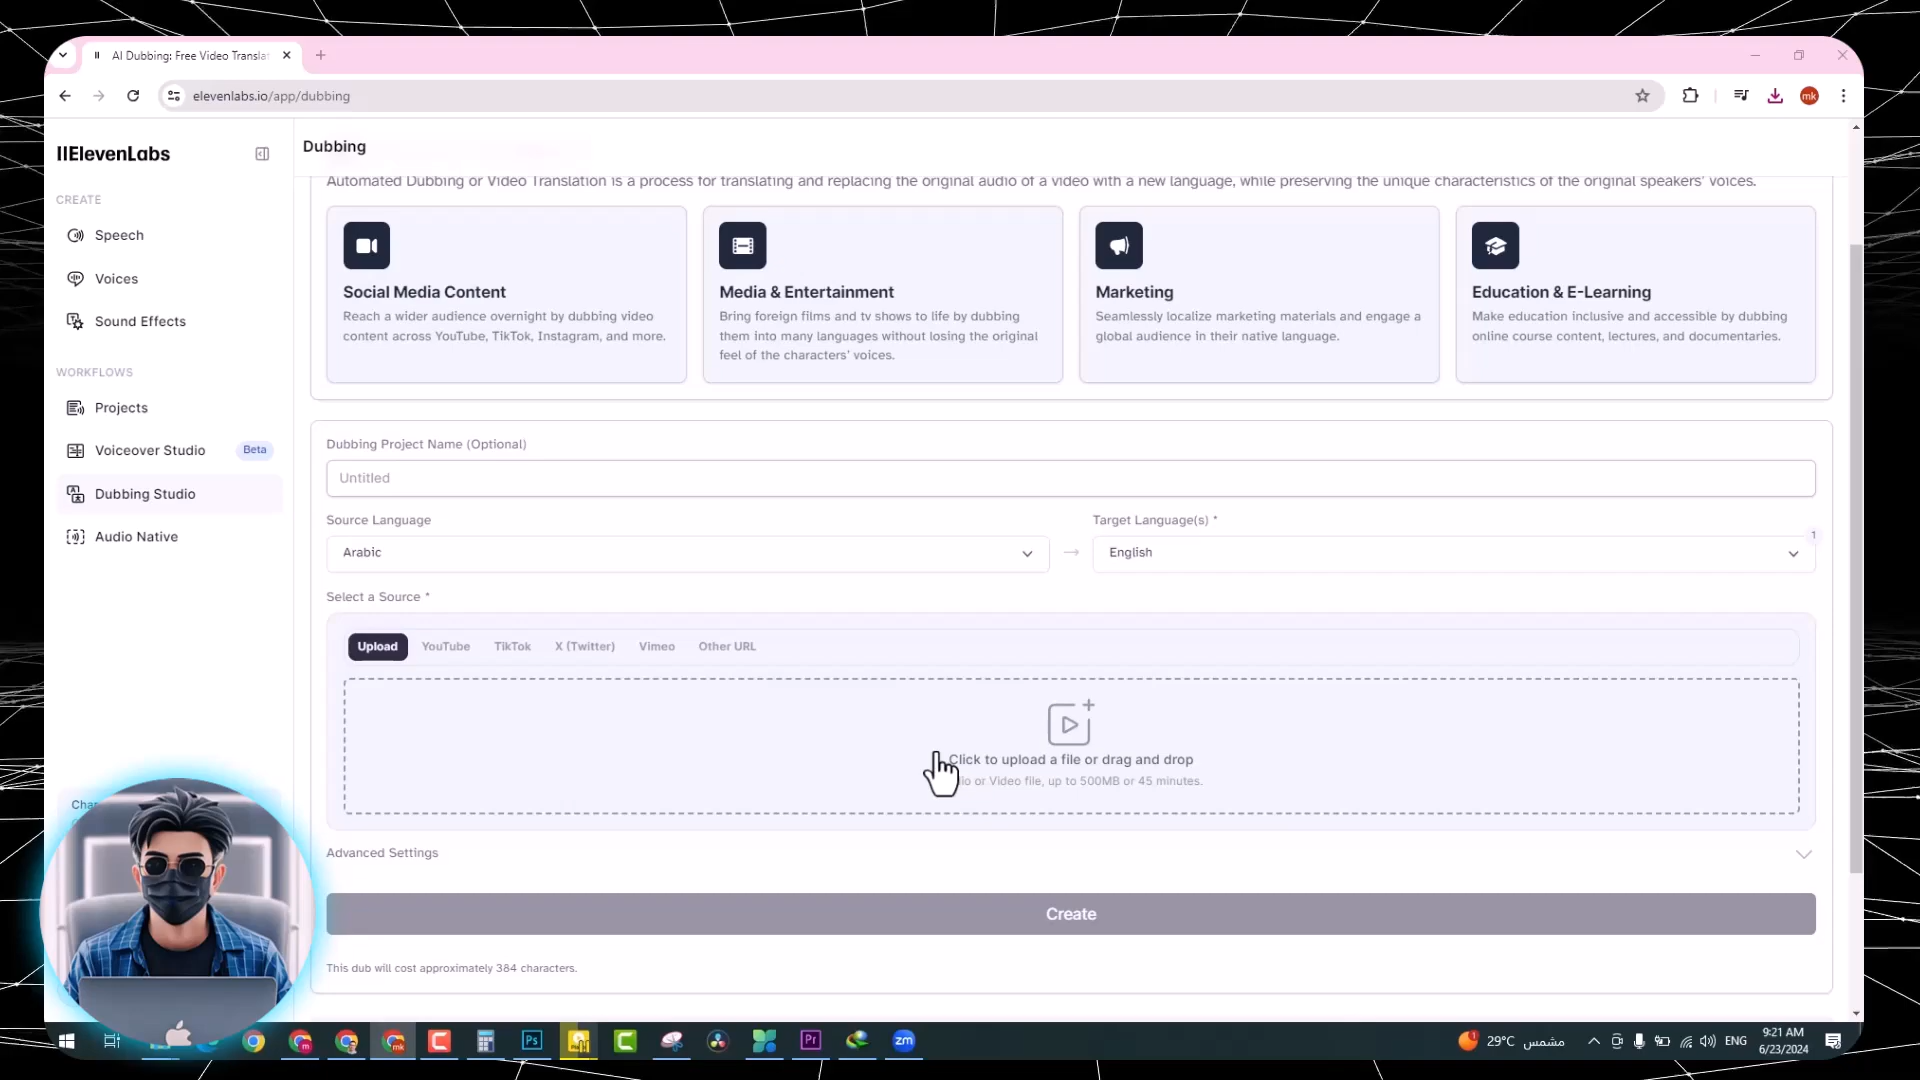 AI Dubbing: Free Video Transla
elevenlabs.io/app/dubbing
mk
IIElevenLabs
Dubbing
CREATE
Speech
Voices
Sound Effects
WORKFLOWS
Projects
Voiceover Studio
Beta
Dubbing Studio
Audio Native
Automated Dubbing or Video Translation is a process for translating and replacing the original audio of a video with a new language, while preserving the unique characteristics of the original speakers' voices.
Social Media Content
Reach a wider audience overnight by dubbing video
content across YouTube, TikTok, Instagram, and more.
Media & Entertainment
Bring foreign films and tv shows to life by dubbing
them into many languages without losing the original
feel of the characters' voices.
Marketing
Seamlessly localize marketing materials and engage a
global audience in their native language.
Education & E-Learning
Make education inclusive and accessible by dubbing
online course content, lectures, and documentaries.
Dubbing Project Name (Optional)
Untitled
Source Language
Arabic
Target Language(s) *
1
English
Select a Source *
Upload
YouTube
TikTok
X (Twitter)
Vimeo
Other URL
Click to upload a file or drag and drop
or Video file, up to 500MB or 45 minutes.
Advanced Settings
Create
This dub will cost approximately 384 characters.
Ps
Pr
zm
29°C مشمس
ENG
9:21 AM
6/23/2024